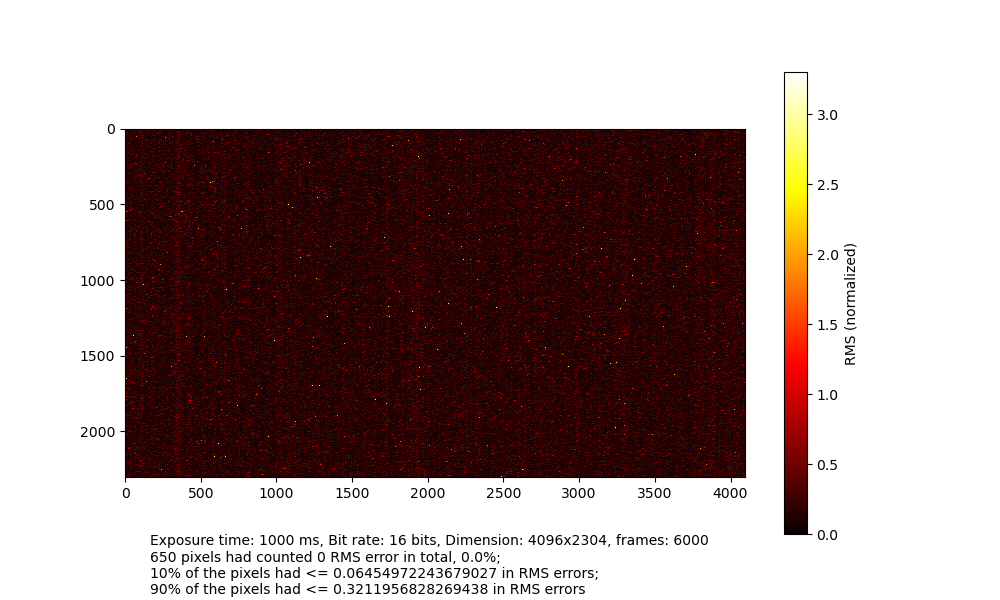 3.0
0
2.5
500
2.0
1000
RMS (normalized)
1.5
1500
1.0
2000
0.5
0 500 1000 1500 2000 2500 3000 3500 4000
0.0
Exposure time: 1000 ms, Bit rate: 16 bits, Dimension: 4096x2304, frames: 6000
650 pixels had counted 0 RMS error in total, 0.0%;
10% of the pixels had <= 0.06454972243679027 in RMS errors;
90% of the pixels had <= 0.3211956828269438 in RMS errors